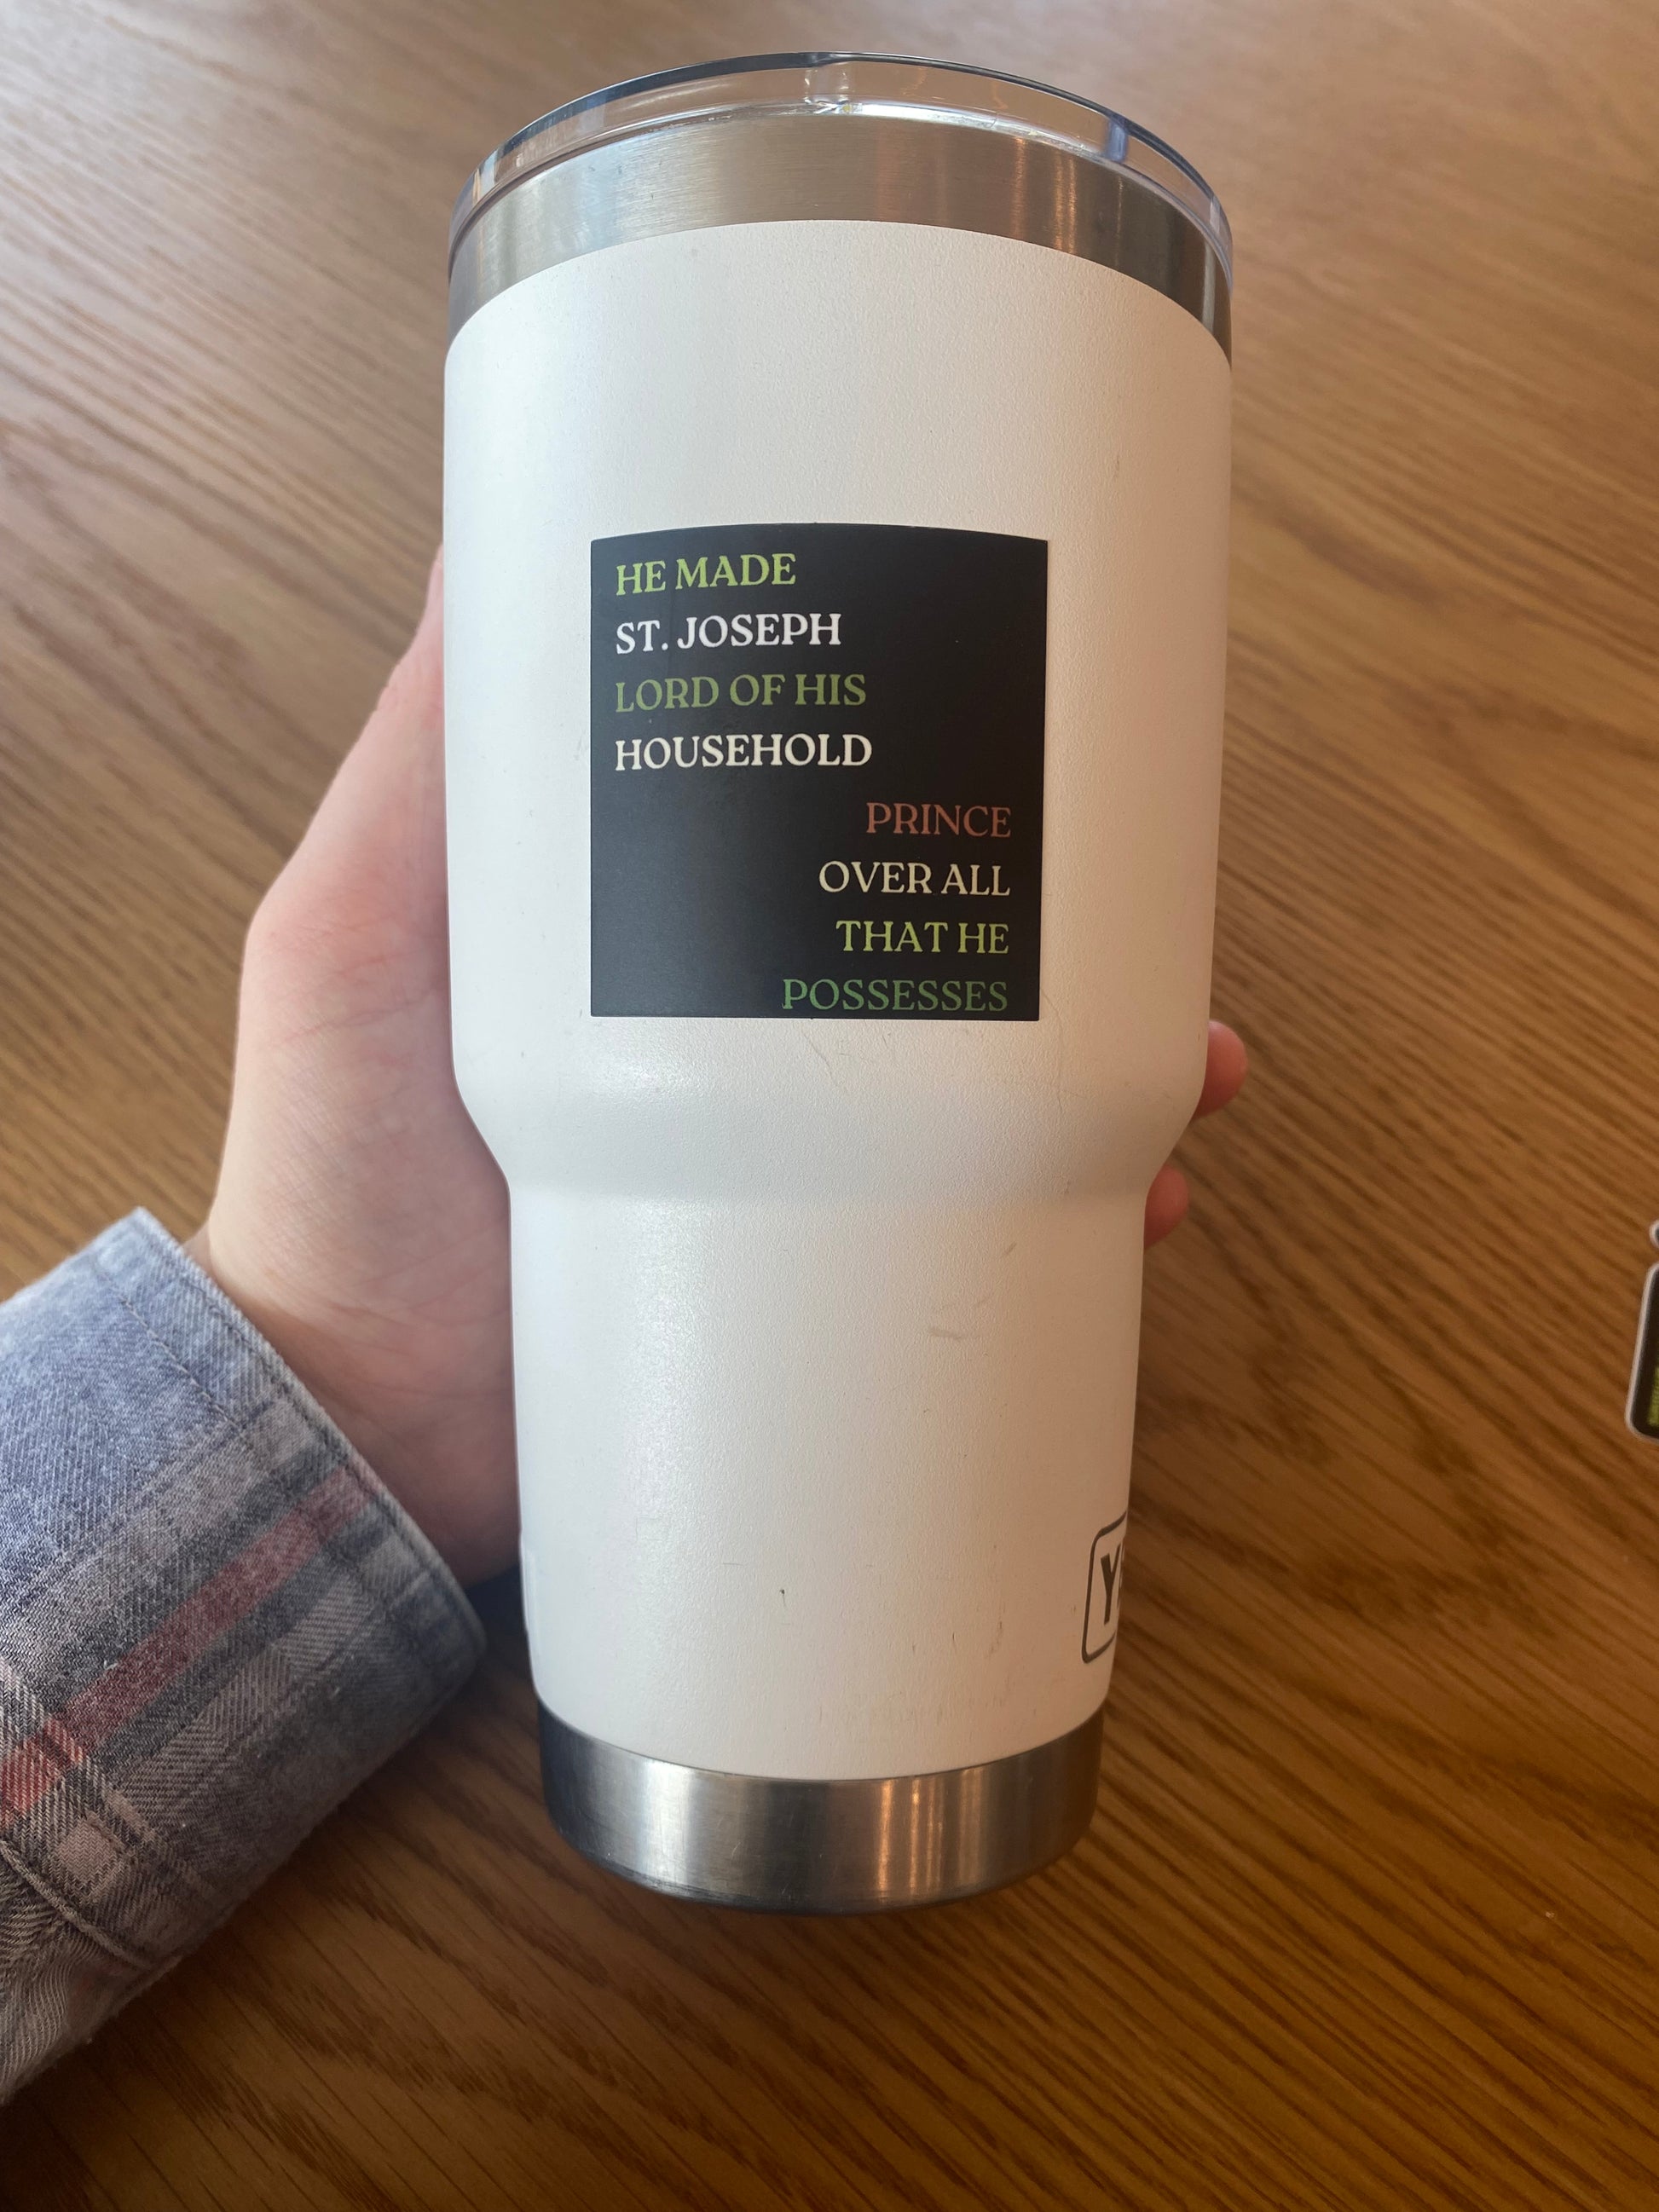 HE MADE
ST. JOSEPH
LORD OF HIS
HOUSEHOLD
PRINCE
OVER ALL
THAT HE
POSSESSES